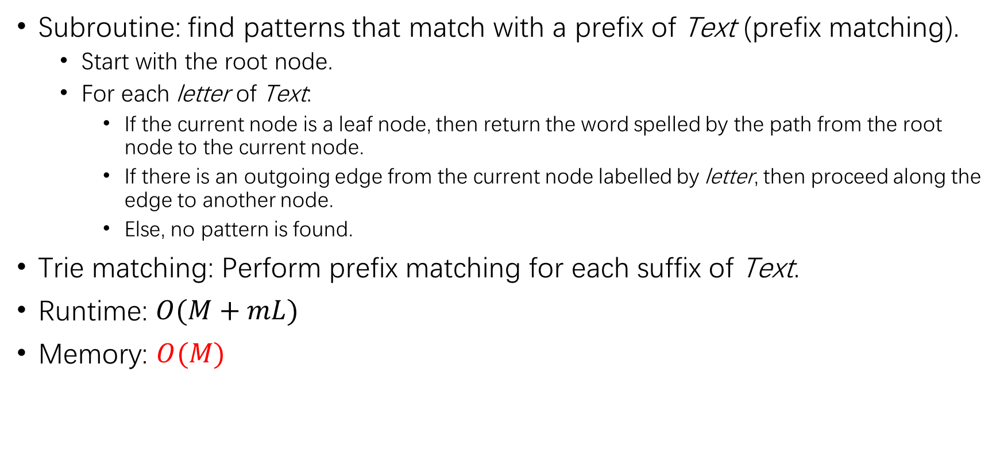 • Subroutine: find patterns that match with a prefix of Text (prefix matching).
• Start with the root node.
• For each letter of Text:
• If the current node is a leaf node, then return the word spelled by the path from the root
node to the current node.
• If there is an outgoing edge from the current node labelled by letter, then proceed along the
edge to another node.
• Else, no pattern is found.
• Trie matching: Perform prefix matching for each suffix of Text.
• Runtime: O(M + mL)
• Memory: O(M)